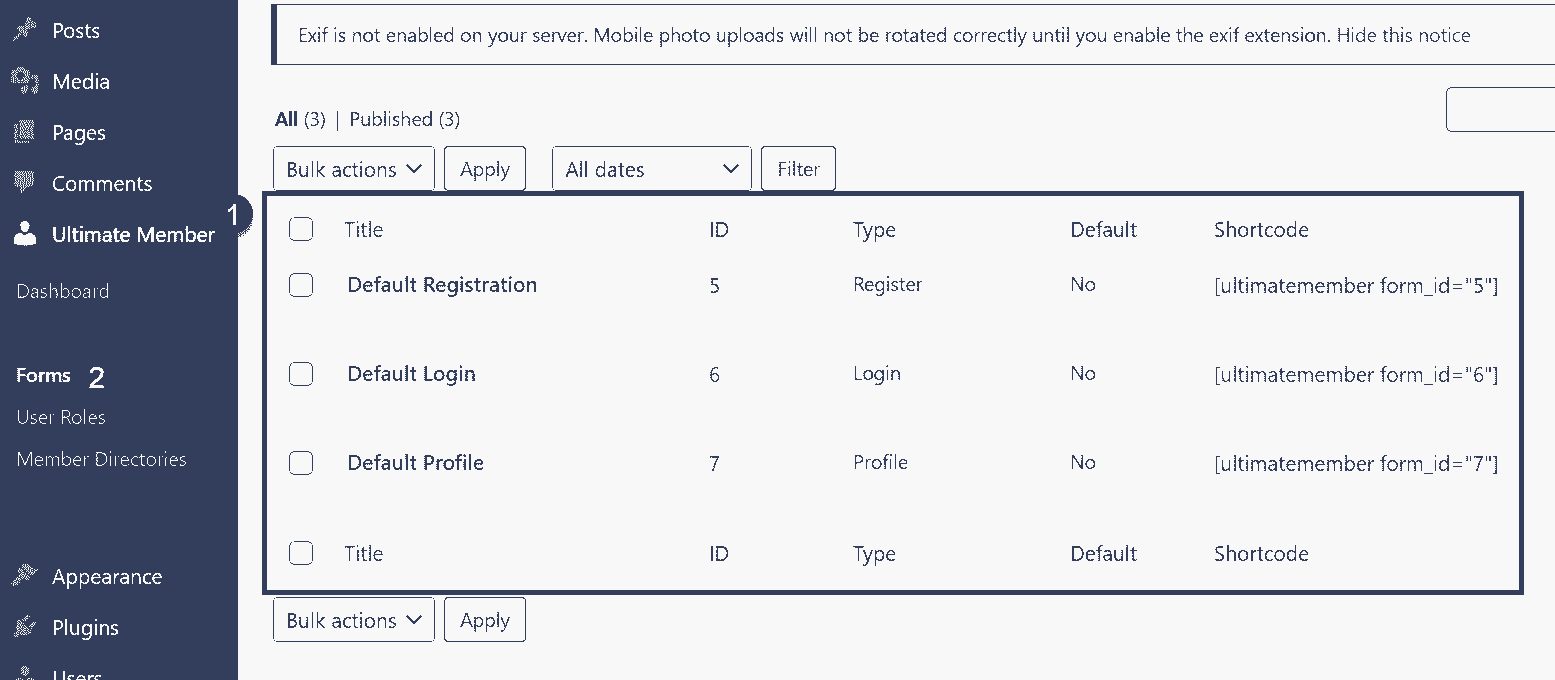 Posts
Media
Pages
Comments
1
Ultimate Member
Dashboard
Forms 2
User Roles
Member Directories
Appearance
Plugins
Users
Exif is not enabled on your server. Mobile photo uploads will not be rotated correctly until you enable the exif extension. Hide this notice
All (3) | Published (3)
Bulk actions Apply All dates Filter
Title ID Type Default Shortcode
Default Registration 5 Register No [ultimatemember form_id="5"]
Default Login 6 Login No [ultimatemember form_id="6"]
Default Profile 7 Profile No [ultimatemember form_id="7"]
Title ID Type Default Shortcode
Bulk actions Apply